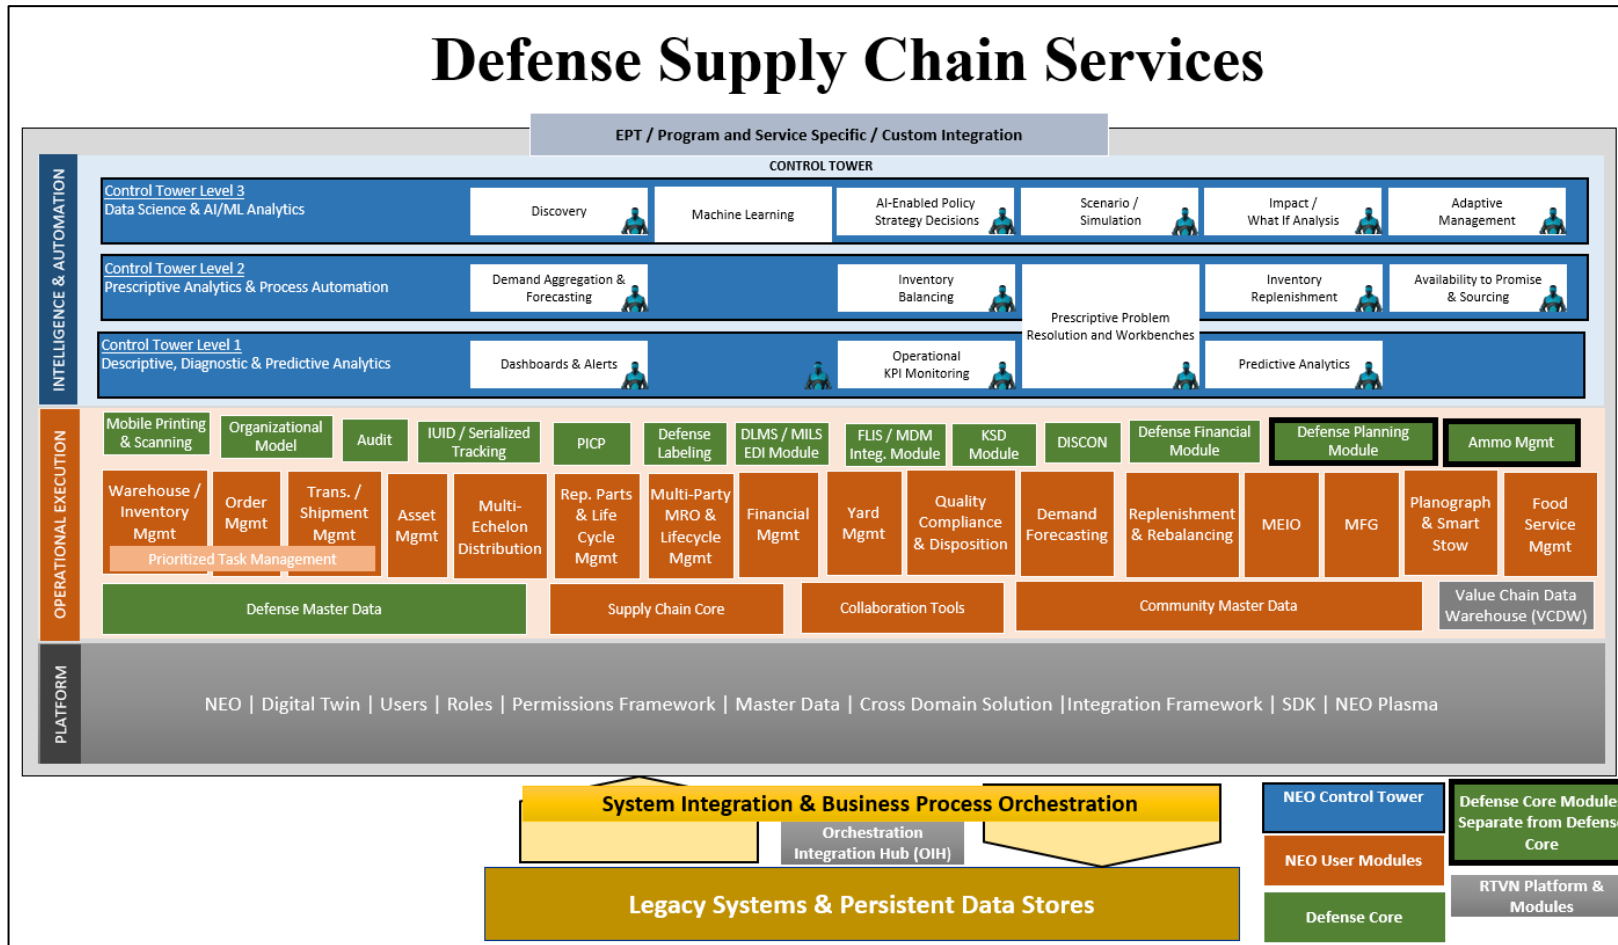 Defense Supply Chain Services
EPT / Program and Service Specific / Custom Integration
CONTROL TOWER
INTELLIGENCE & AUTOMATION
Control Tower Level 3
Data Science & AI/ML Analytics
Discovery
Machine Learning
AI-Enabled Policy
Strategy Decisions
Scenario /
Simulation
Impact /
What If Analysis
Adaptive
Management
Control Tower Level 2
Prescriptive Analytics & Process Automation
Demand Aggregation &
Forecasting
Inventory
Balancing
Prescriptive Problem
Resolution and Workbenches
Inventory
Replenishment
Availability to Promise
& Sourcing
Control Tower Level 1
Descriptive, Diagnostic & Predictive Analytics
Dashboards & Alerts
Operational
KPI Monitoring
Predictive Analytics
OPERATIONAL EXECUTION
Mobile Printing
& Scanning
Organizational
Model
Audit
IUID / Serialized
Tracking
PICP
Defense
Labeling
DLMS / MILS
EDI Module
FLIS / MDM
Integ. Module
KSD
Module
DISCON
Defense Financial
Module
Defense Planning
Module
Ammo Mgmt
Warehouse /
Inventory
Mgmt
Order
Mgmt
Trans. /
Shipment
Mgmt
Prioritized Task Management
Asset
Mgmt
Multi-
Echelon
Distribution
Rep. Parts
& Life
Cycle
Mgmt
Multi-Party
MRO &
Lifecycle
Mgmt
Financial
Mgmt
Yard
Mgmt
Quality
Compliance
& Disposition
Demand
Forecasting
Replenishment
& Rebalancing
MEIO
MFG
Planograph
& Smart
Stow
Food
Service
Mgmt
Defense Master Data
Supply Chain Core
Collaboration Tools
Community Master Data
Value Chain Data
Warehouse (VCDW)
PLATFORM
NEO | Digital Twin | Users | Roles | Permissions Framework | Master Data | Cross Domain Solution |Integration Framework | SDK | NEO Plasma
System Integration & Business Process Orchestration
Orchestration
Integration Hub (OIH)
Legacy Systems & Persistent Data Stores
NEO Control Tower
NEO User Modules
Defense Core
Defense Core Modules
Separate from Defense
Core
RTVN Platform &
Modules